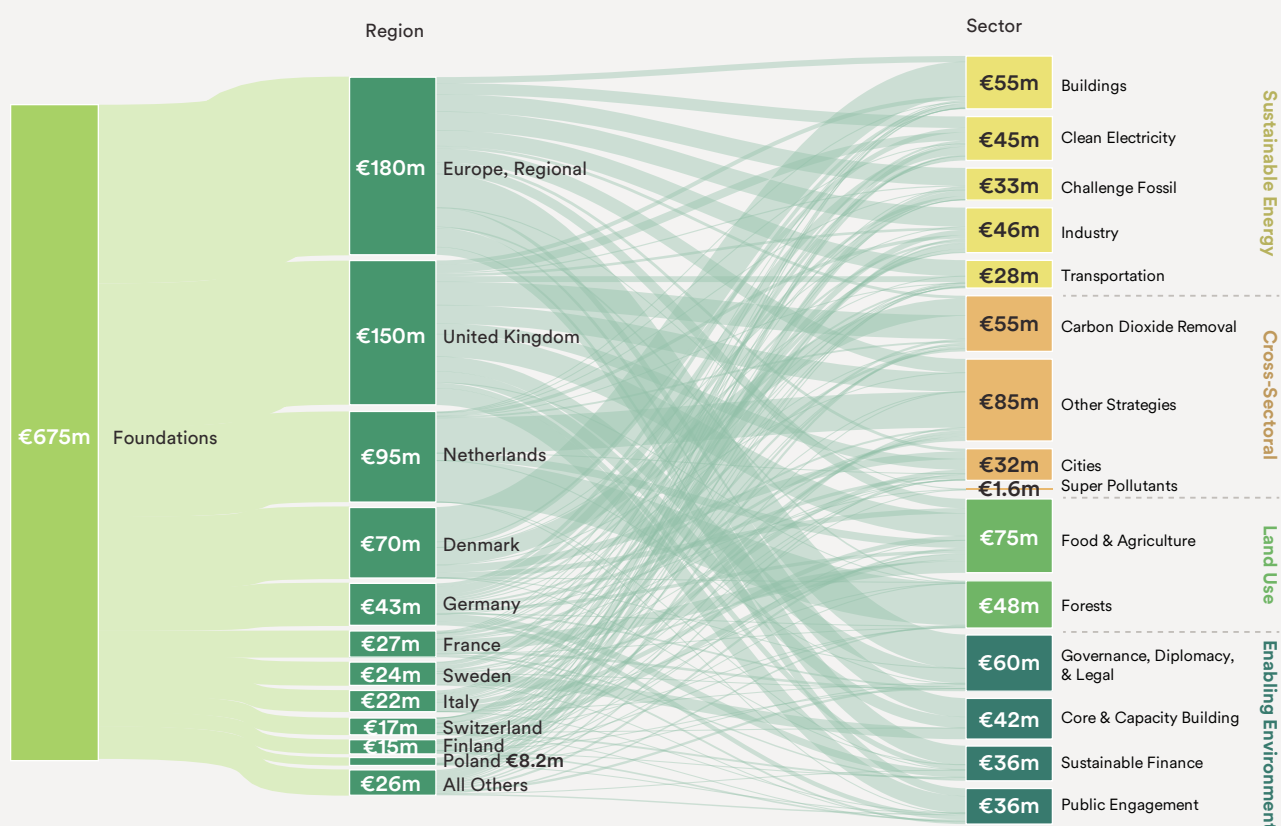 Region
Sector
€675m
Foundations
€180m
Europe, Regional
€150m
United Kingdom
€95m
Netherlands
€70m
Denmark
€43m
Germany
€27m
France
€24m
Sweden
€22m
Italy
€17m
Switzerland
€15m
Finland
Poland €8.2m
€26m
All Others
€55m
Buildings
€45m
Clean Electricity
€33m
Challenge Fossil
€46m
Industry
€28m
Transportation
Sustainable Energy
€55m
Carbon Dioxide Removal
€85m
Other Strategies
€32m
Cities
€1.6m
Super Pollutants
Cross-Sectoral
€75m
Food & Agriculture
€48m
Forests
Land Use
€60m
Governance, Diplomacy,
& Legal
€42m
Core & Capacity Building
€36m
Sustainable Finance
€36m
Public Engagement
Enabling Environment